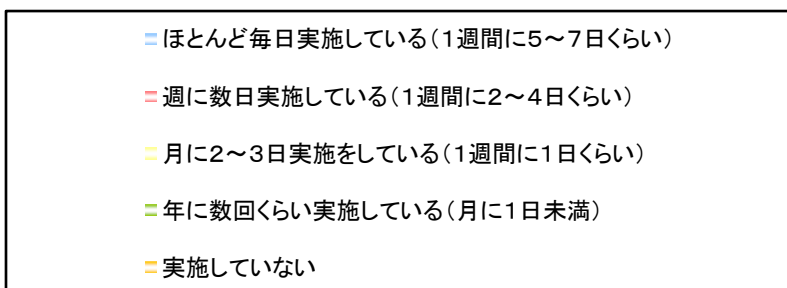 ほとんど毎日実施している(1週間に5~7日くらい)
週に数日実施している(1週間に2~4日くらい)
月に2~3日実施をしている(1週間に1日くらい)
年に数回くらい実施している(月に1日未満)
実施していない